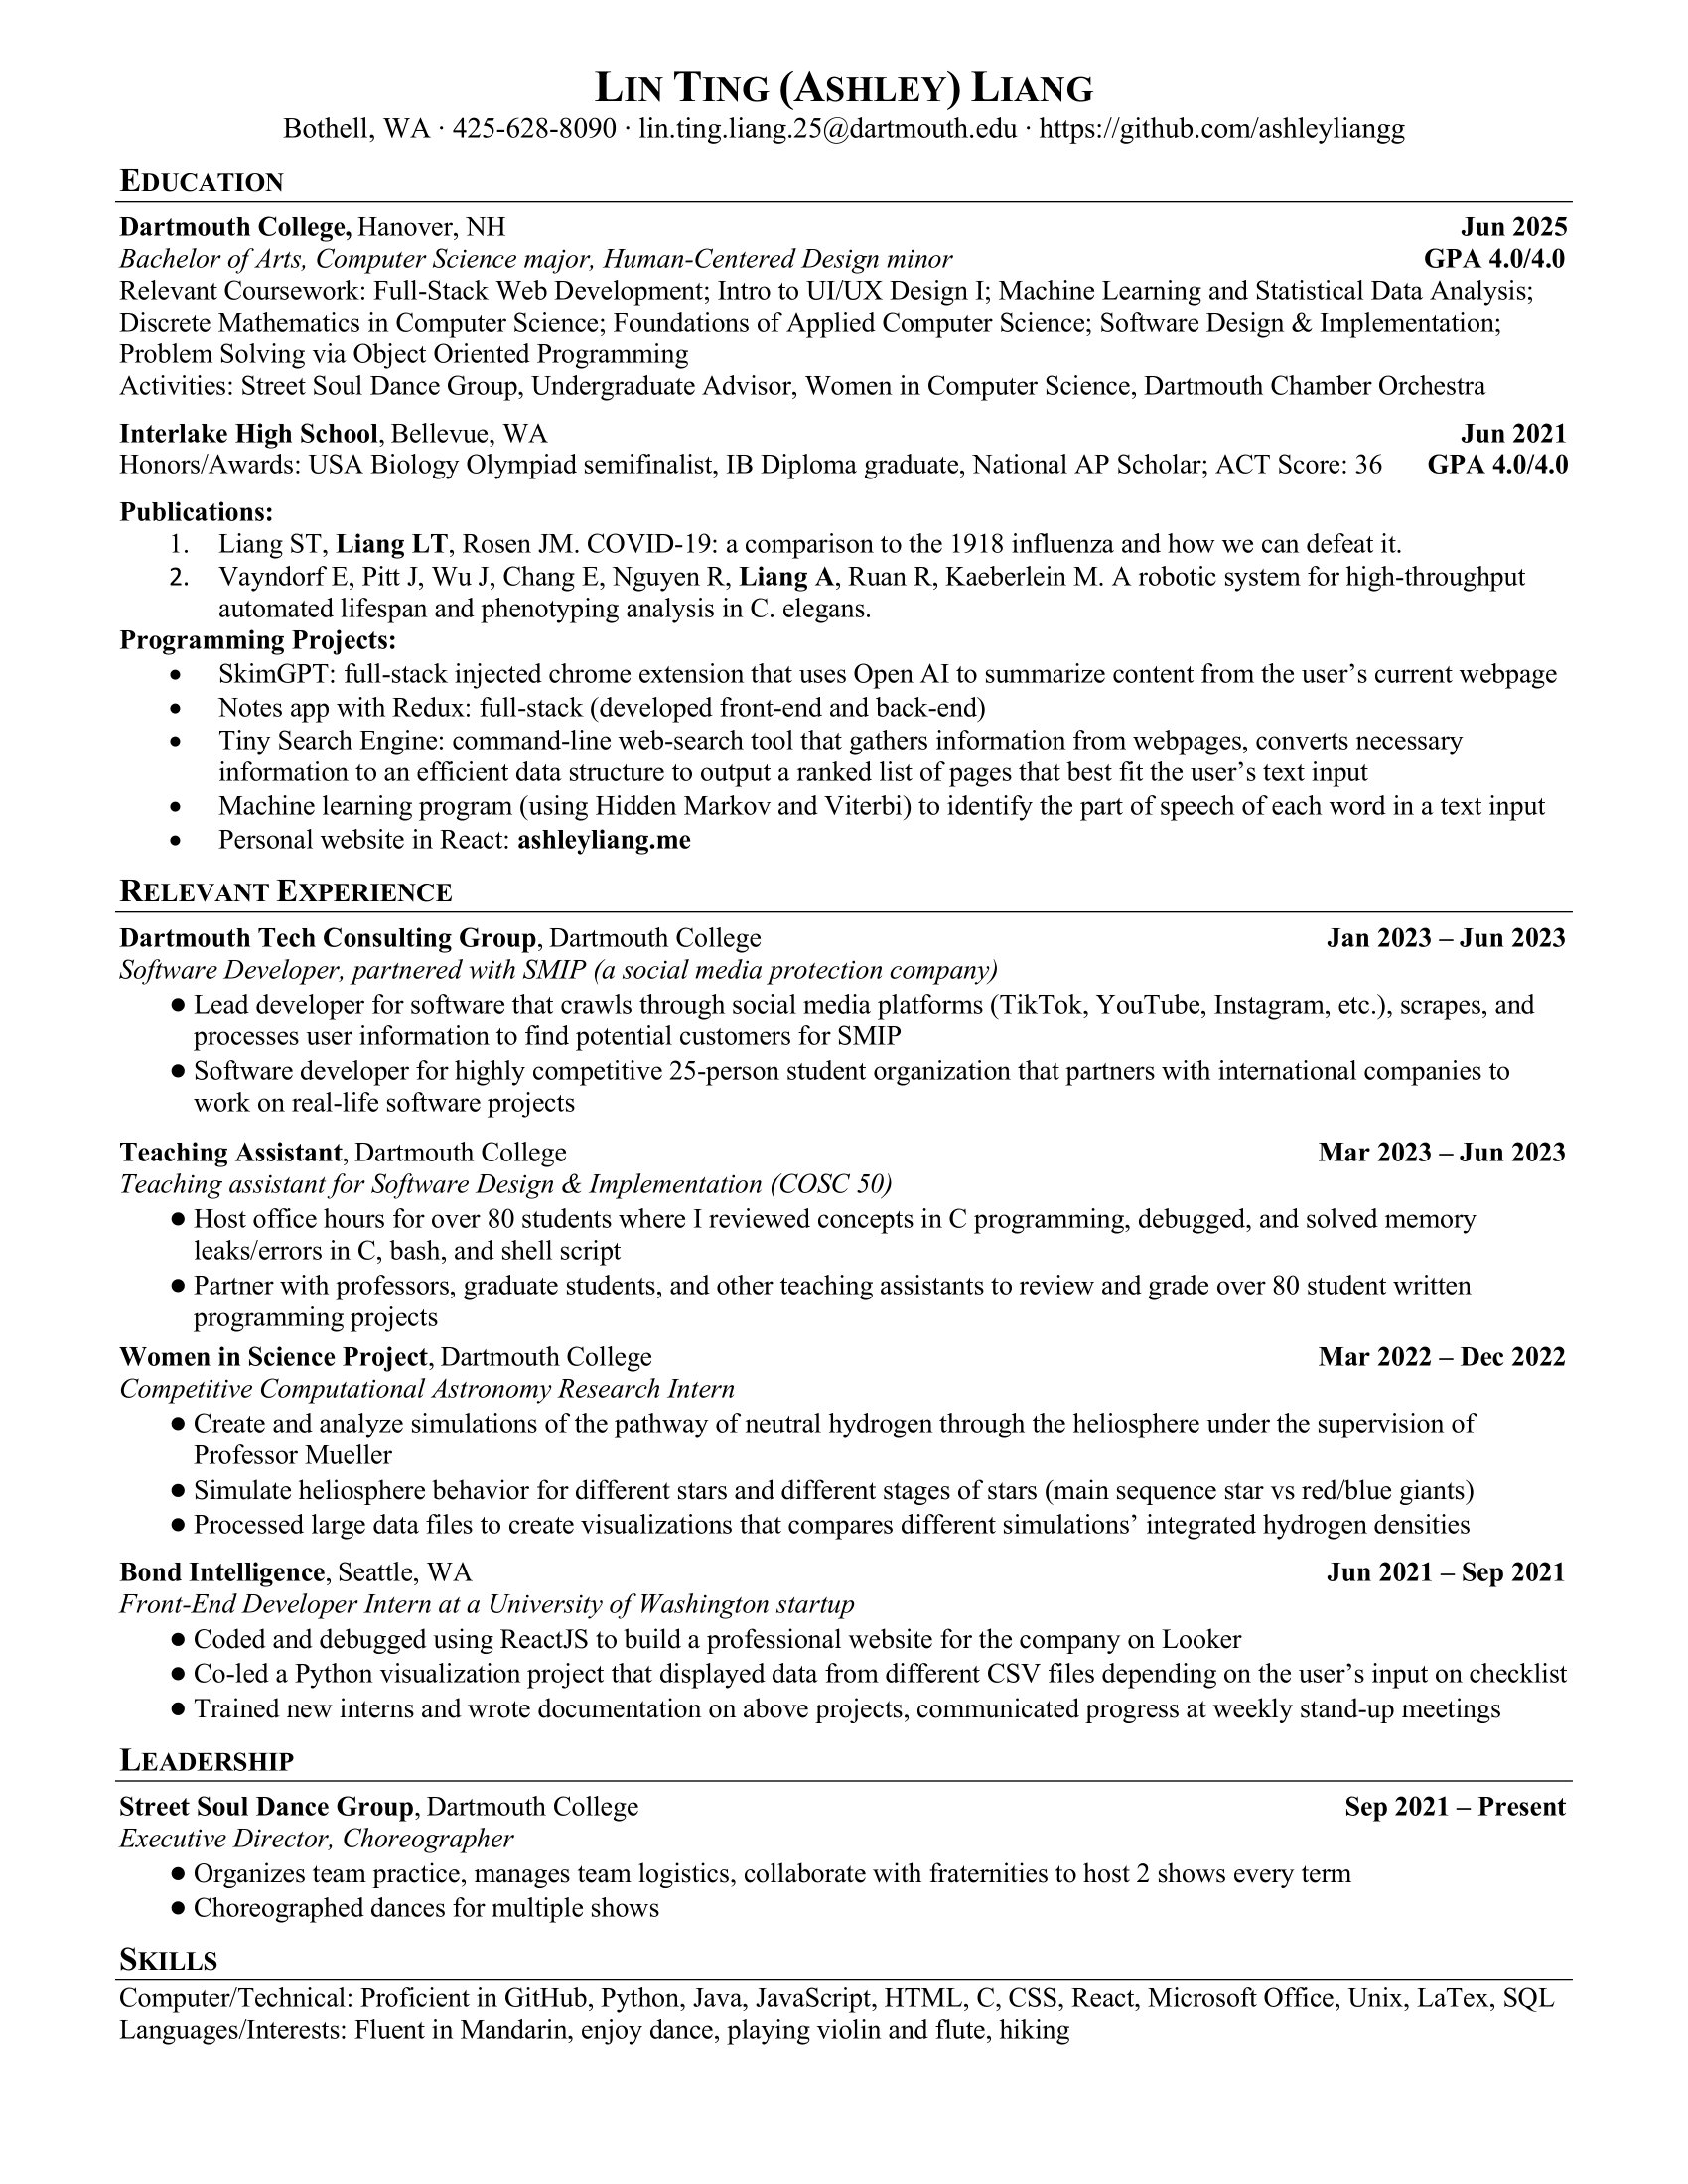 LIN TING (ASHLEY) LIANG
Bothell, WA · 425-628-8090 · lin.ting.liang.25@dartmouth.edu · https://github.com/ashleyliangg
EDUCATION
Dartmouth College, Hanover, NH Jun 2025
Bachelor of Arts, Computer Science major, Human-Centered Design minor GPA 4.0/4.0
Relevant Coursework: Full-Stack Web Development; Intro to UI/UX Design I; Machine Learning and Statistical Data Analysis;
Discrete Mathematics in Computer Science; Foundations of Applied Computer Science; Software Design & Implementation;
Problem Solving via Object Oriented Programming
Activities: Street Soul Dance Group, Undergraduate Advisor, Women in Computer Science, Dartmouth Chamber Orchestra
Interlake High School, Bellevue, WA Jun 2021
Honors/Awards: USA Biology Olympiad semifinalist, IB Diploma graduate, National AP Scholar; ACT Score: 36 GPA 4.0/4.0
Publications:
1. Liang ST, Liang LT, Rosen JM. COVID-19: a comparison to the 1918 influenza and how we can defeat it.
2. Vayndorf E, Pitt J, Wu J, Chang E, Nguyen R, Liang A, Ruan R, Kaeberlein M. A robotic system for high-throughput
automated lifespan and phenotyping analysis in C. elegans.
Programming Projects:
• SkimGPT: full-stack injected chrome extension that uses Open AI to summarize content from the user’s current webpage
• Notes app with Redux: full-stack (developed front-end and back-end)
• Tiny Search Engine: command-line web-search tool that gathers information from webpages, converts necessary
information to an efficient data structure to output a ranked list of pages that best fit the user’s text input
• Machine learning program (using Hidden Markov and Viterbi) to identify the part of speech of each word in a text input
• Personal website in React: ashleyliang.me
RELEVANT EXPERIENCE
Dartmouth Tech Consulting Group, Dartmouth College Jan 2023 – Jun 2023
Software Developer, partnered with SMIP (a social media protection company)
● Lead developer for software that crawls through social media platforms (TikTok, YouTube, Instagram, etc.), scrapes, and
processes user information to find potential customers for SMIP
● Software developer for highly competitive 25-person student organization that partners with international companies to
work on real-life software projects
Teaching Assistant, Dartmouth College Mar 2023 – Jun 2023
Teaching assistant for Software Design & Implementation (COSC 50)
● Host office hours for over 80 students where I reviewed concepts in C programming, debugged, and solved memory
leaks/errors in C, bash, and shell script
● Partner with professors, graduate students, and other teaching assistants to review and grade over 80 student written
programming projects
Women in Science Project, Dartmouth College Mar 2022 – Dec 2022
Competitive Computational Astronomy Research Intern
● Create and analyze simulations of the pathway of neutral hydrogen through the heliosphere under the supervision of
Professor Mueller
● Simulate heliosphere behavior for different stars and different stages of stars (main sequence star vs red/blue giants)
● Processed large data files to create visualizations that compares different simulations’ integrated hydrogen densities
Bond Intelligence, Seattle, WA Jun 2021 – Sep 2021
Front-End Developer Intern at a University of Washington startup
● Coded and debugged using ReactJS to build a professional website for the company on Looker
● Co-led a Python visualization project that displayed data from different CSV files depending on the user’s input on checklist
● Trained new interns and wrote documentation on above projects, communicated progress at weekly stand-up meetings
LEADERSHIP
Street Soul Dance Group, Dartmouth College Sep 2021 – Present
Executive Director, Choreographer
● Organizes team practice, manages team logistics, collaborate with fraternities to host 2 shows every term
● Choreographed dances for multiple shows
SKILLS
Computer/Technical: Proficient in GitHub, Python, Java, JavaScript, HTML, C, CSS, React, Microsoft Office, Unix, LaTex, SQL
Languages/Interests: Fluent in Mandarin, enjoy dance, playing violin and flute, hiking